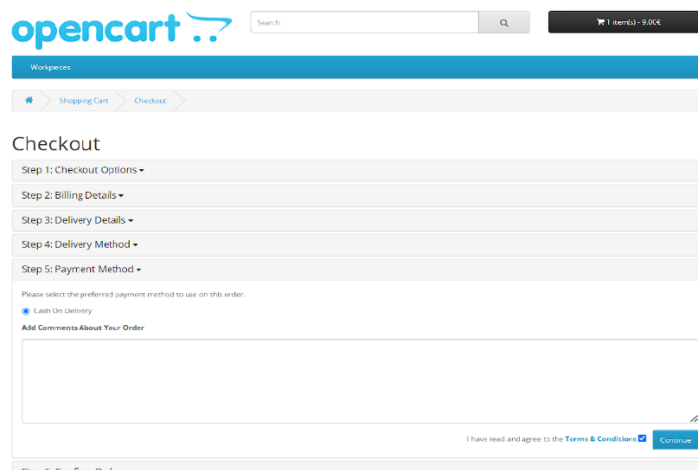 opencart
Search
1 item(s) - 9.00€
Workpieces
Shopping Cart
Checkout
Checkout
Step 1: Checkout Options
Step 2: Billing Details
Step 3: Delivery Details
Step 4: Delivery Method
Step 5: Payment Method
Please select the preferred payment method to use on this order.
Cash On Delivery
Add Comments About Your Order
I have read and agree to the Terms & Conditions
Continue